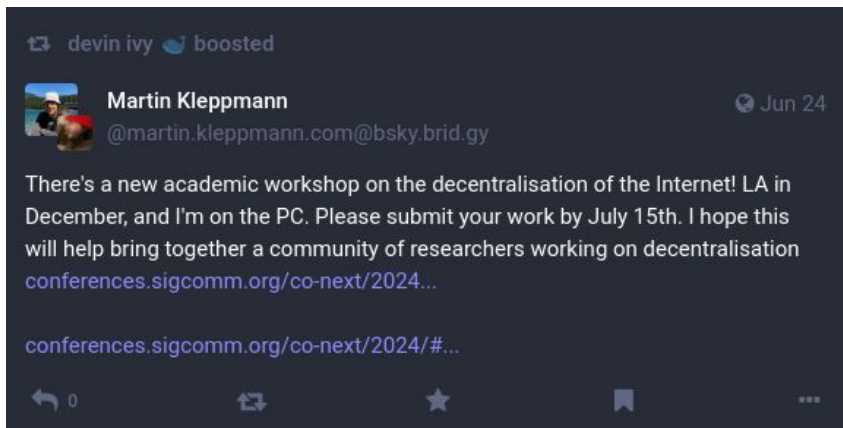 devin ivy 🐋 boosted
Martin Kleppmann
Jun 24
@martin.kleppmann.com@bsky.brid.gy
There's a new academic workshop on the decentralisation of the Internet! LA in
December, and I'm on the PC. Please submit your work by July 15th. I hope this
will help bring together a community of researchers working on decentralisation
conferences.sigcomm.org/co-next/2024...
conferences.sigcomm.org/co-next/2024/#...
0